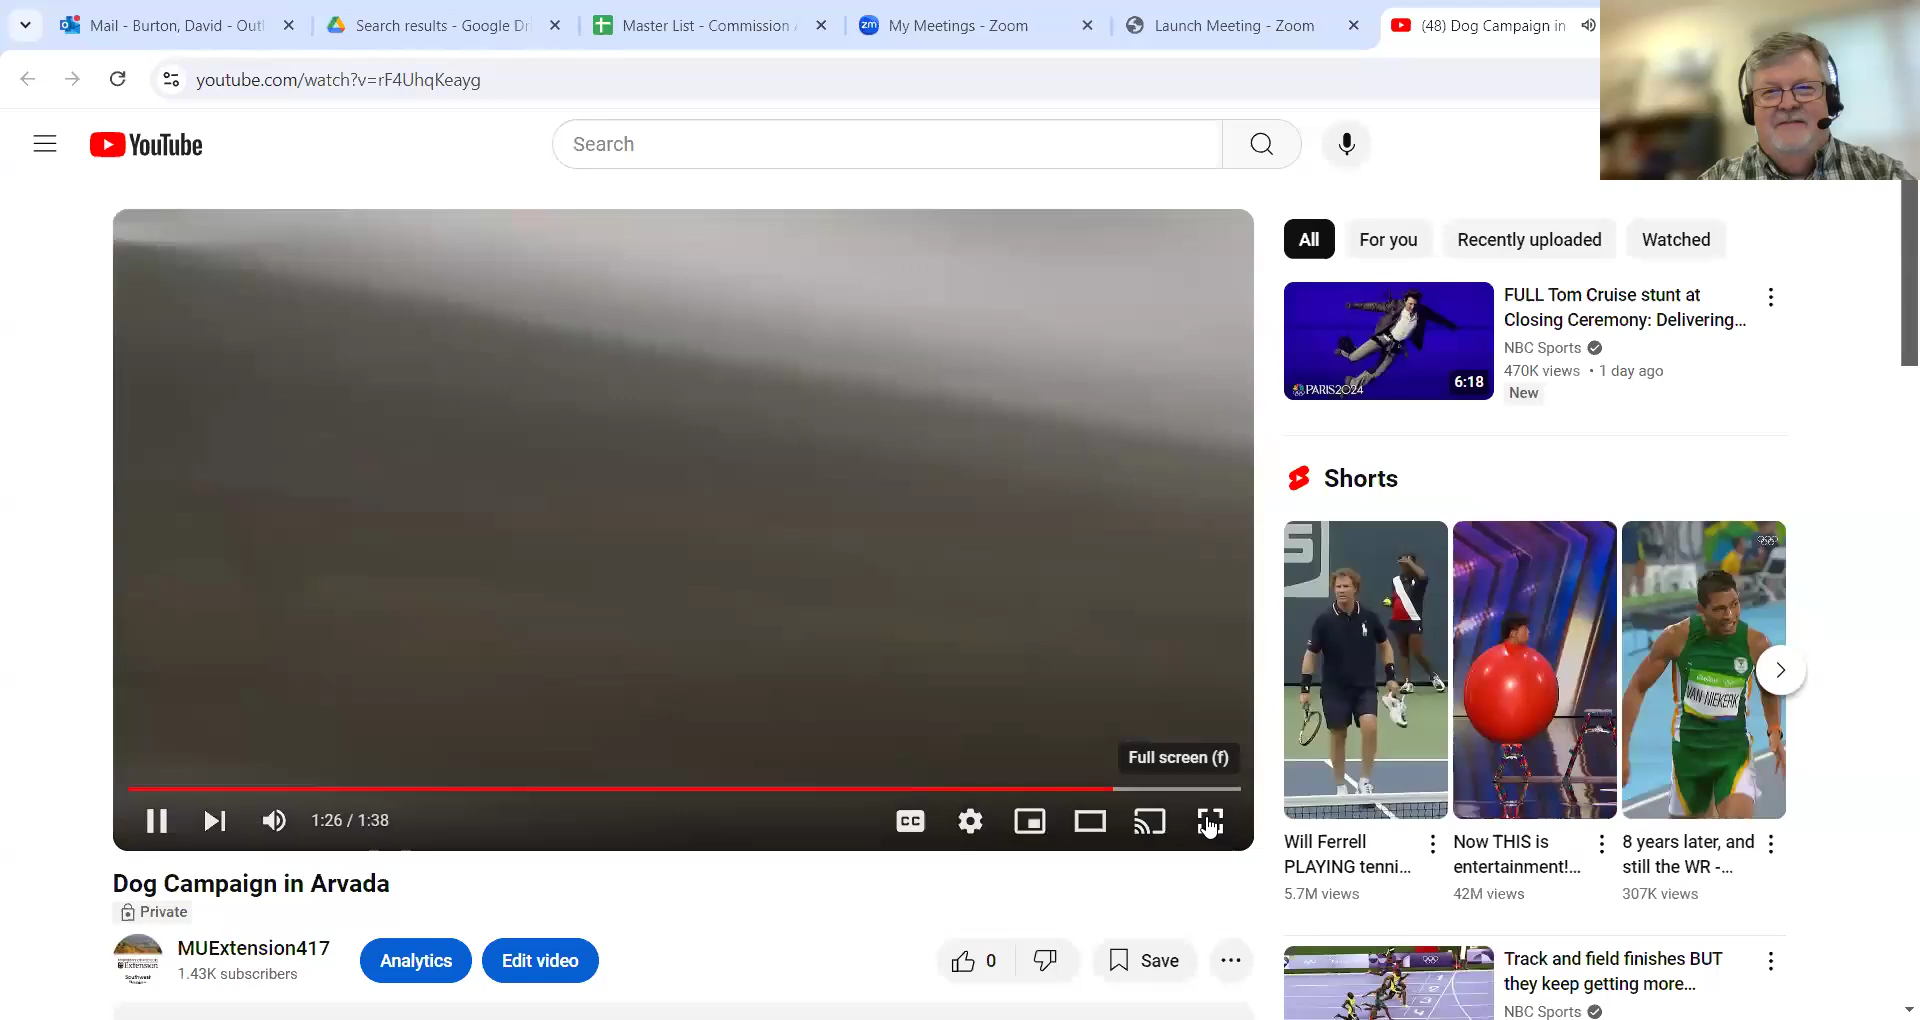 Mail - Burton, David - Outl
Search results - Google Dri
Master List - Commission A
My Meetings - Zoom
Launch Meeting - Zoom
(48) Dog Campaign in
youtube.com/watch?v=rF4UhqKeayg
YouTube
Search
All
For you
Recently uploaded
Watched
FULL Tom Cruise stunt at
Closing Ceremony: Delivering...
NBC Sports
470K views • 1 day ago
New
PARIS2024
6:18
Shorts
VAN NIEKERK
Will Ferrell
PLAYING tenni...
5.7M views
Now THIS is
entertainment!...
42M views
8 years later, and
still the WR -...
307K views
Full screen (f)
1:26 / 1:38
CC
Dog Campaign in Arvada
Private
MUExtension417
1.43K subscribers
Extension
Southwest
Analytics
Edit video
0
Save
Track and field finishes BUT
they keep getting more...
NBC Sports